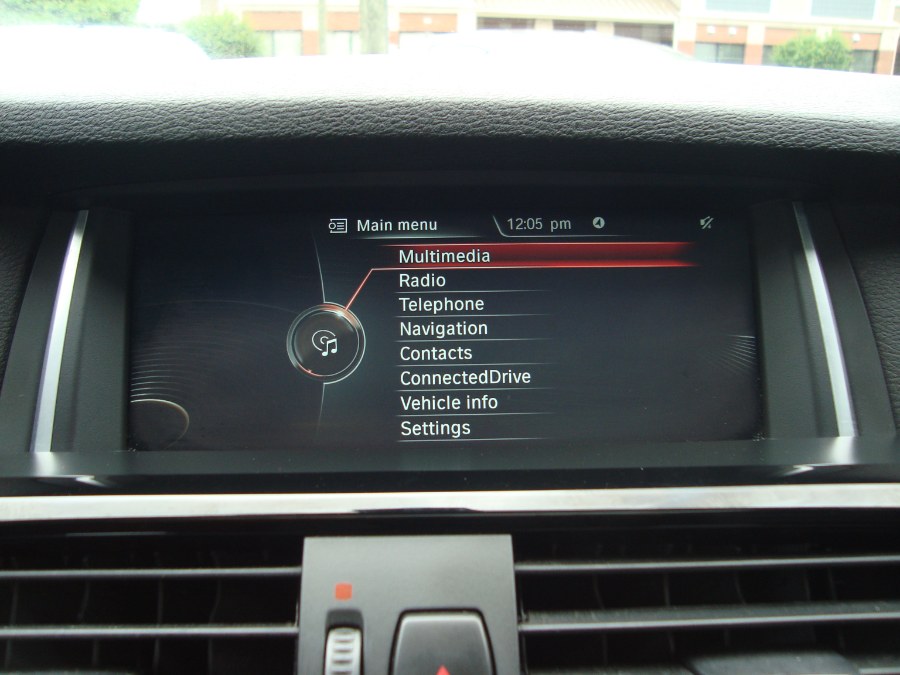 Main menu 12:05 pm
Multimedia
Radio
Telephone
Navigation
Contacts
ConnectedDrive
Vehicle info
Settings